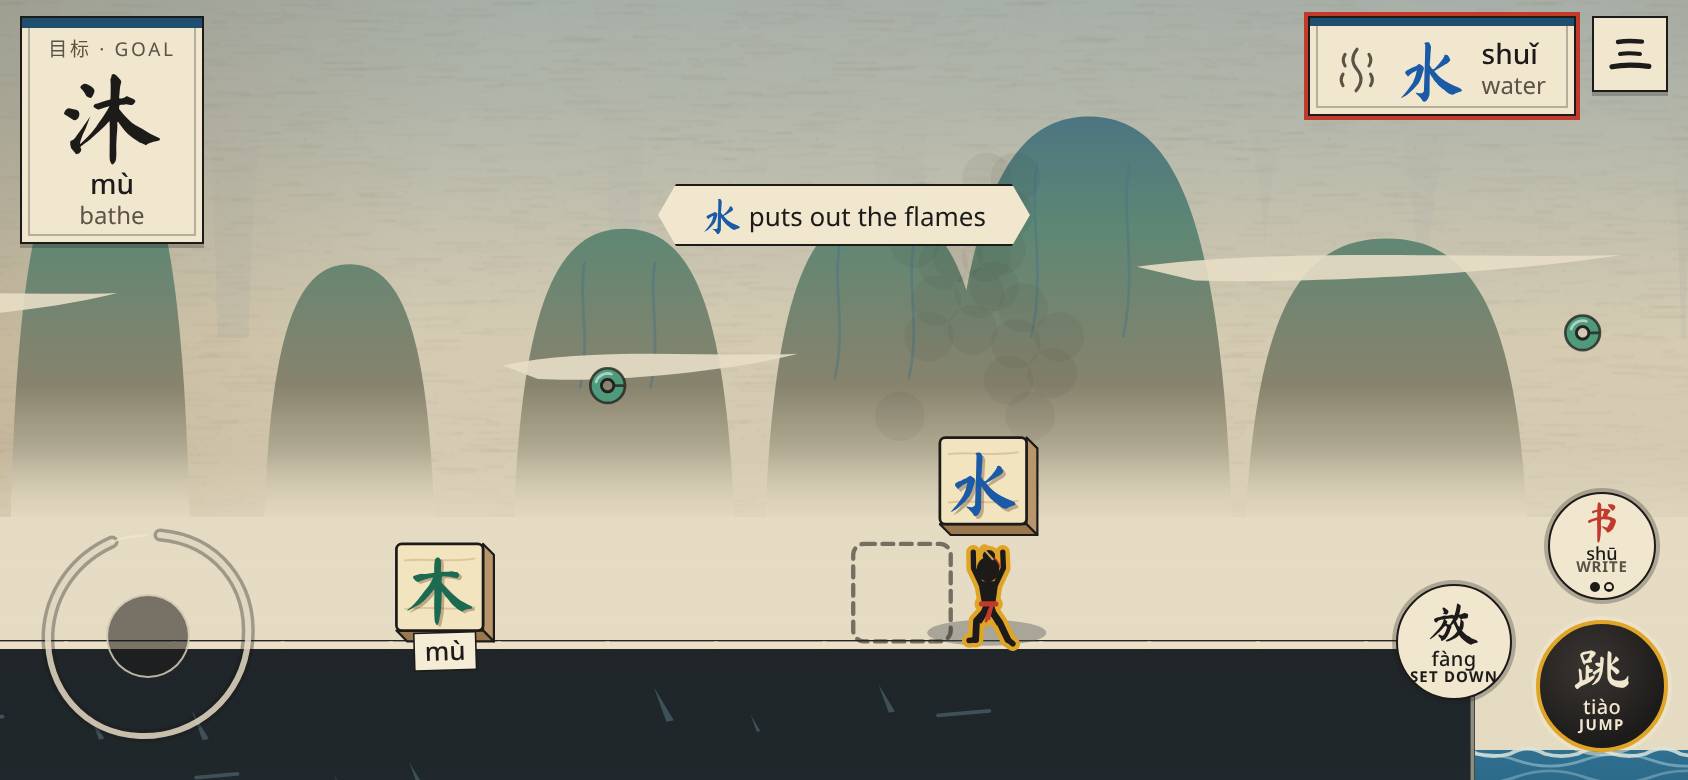 目标 · GOAL
沐
mù
bathe
水
shuǐ
water
三
水 puts out the flames
水
木
mù
书
shū
WRITE
放
fàng
SET DOWN
跳
tiào
JUMP